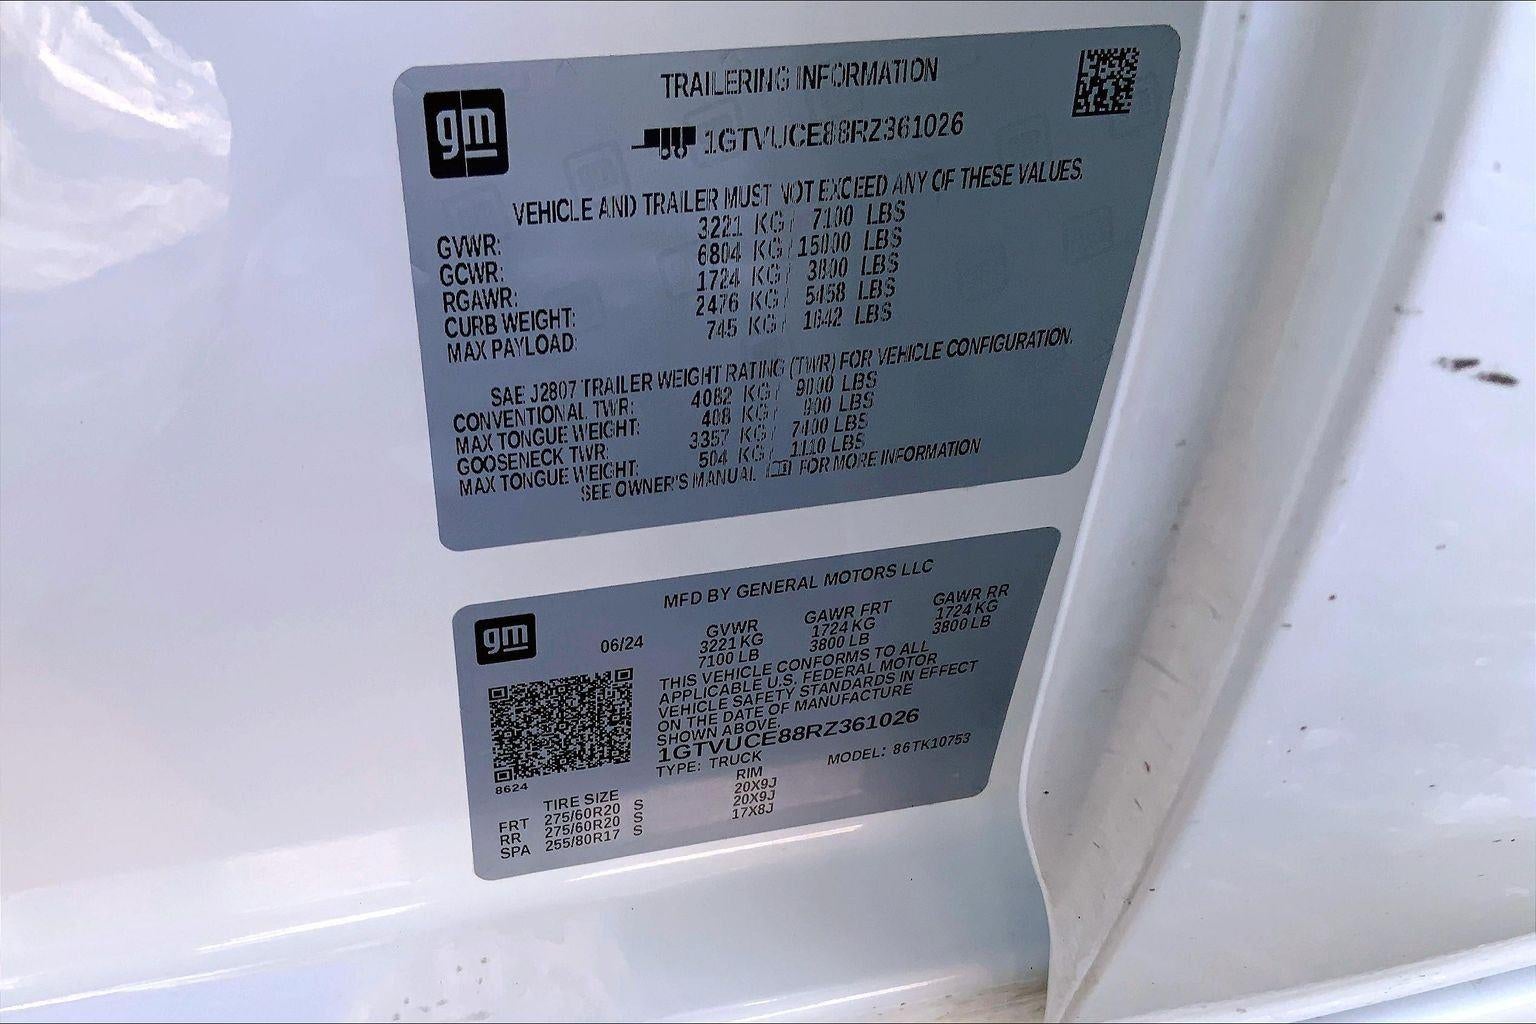 gm
TRAILERING INFORMATION
1GTVUCE88RZ361026
VEHICLE AND TRAILER MUST NOT EXCEED ANY OF THESE VALUES.
GVWR: 3221 KG / 7100 LBS
GCWR: 6804 KG / 15000 LBS
RGAWR: 1724 KG / 3800 LBS
CURB WEIGHT: 2476 KG / 5458 LBS
MAX PAYLOAD: 745 KG / 1642 LBS
SAE J2807 TRAILER WEIGHT RATING (TWR) FOR VEHICLE CONFIGURATION.
CONVENTIONAL TWR: 4082 KG / 9000 LBS
MAX TONGUE WEIGHT: 408 KG / 900 LBS
GOOSENECK TWR: 3357 KG / 7400 LBS
MAX TONGUE WEIGHT: 504 KG / 1110 LBS
SEE OWNER'S MANUAL FOR MORE INFORMATION
gm
MFD BY GENERAL MOTORS LLC
06/24
GVWR GAWR FRT GAWR RR
3221 KG 1724 KG 1724 KG
7100 LB 3800 LB 3800 LB
THIS VEHICLE CONFORMS TO ALL
APPLICABLE U.S. FEDERAL MOTOR
VEHICLE SAFETY STANDARDS IN EFFECT
ON THE DATE OF MANUFACTURE
SHOWN ABOVE.
1GTVUCE88RZ361026
TYPE: TRUCK MODEL: 86TK10753
8624
TIRE SIZE RIM
FRT 275/60R20 S 20X9J
RR 275/60R20 S 20X9J
SPA 255/80R17 S 17X8J